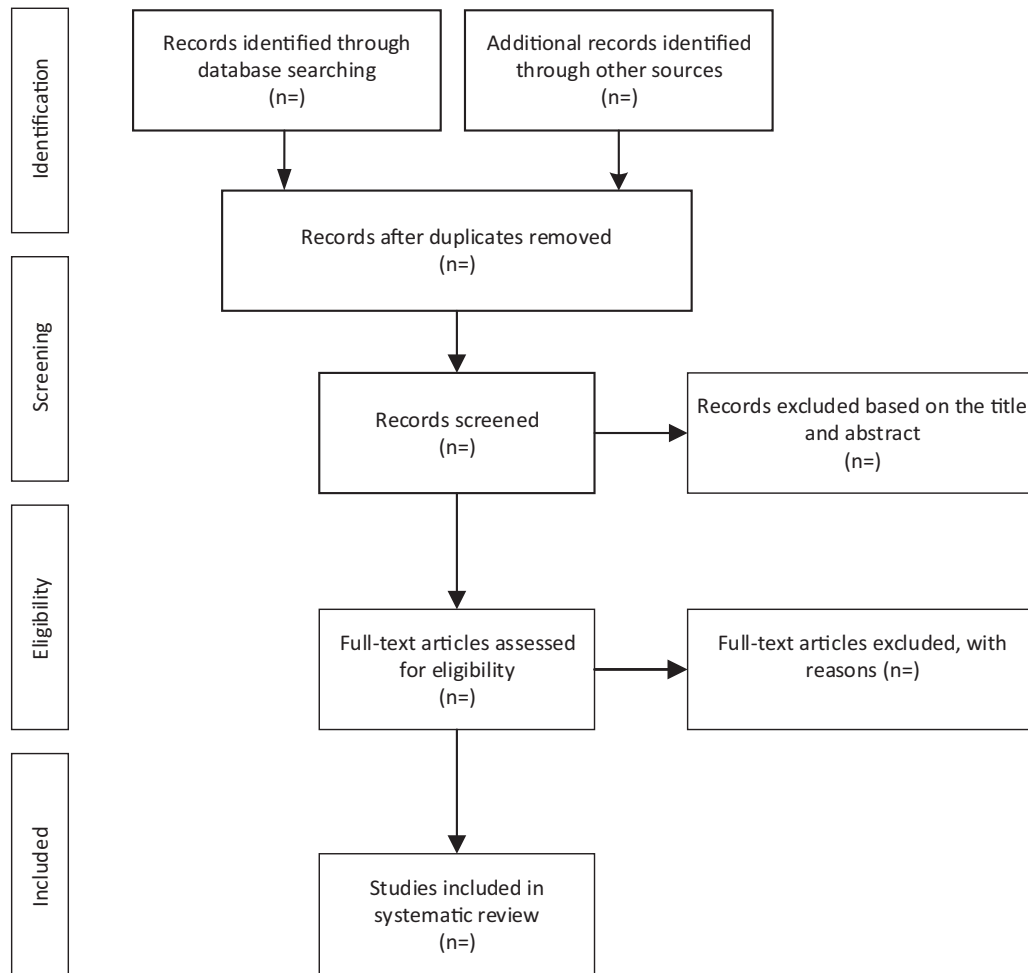 Identification
Records identified through
database searching
(n=)
Additional records identified
through other sources
(n=)
Records after duplicates removed
(n=)
Screening
Records screened
(n=)
Records excluded based on the title
and abstract
(n=)
Eligibility
Full-text articles assessed
for eligibility
(n=)
Full-text articles excluded, with
reasons (n=)
Included
Studies included in
systematic review
(n=)